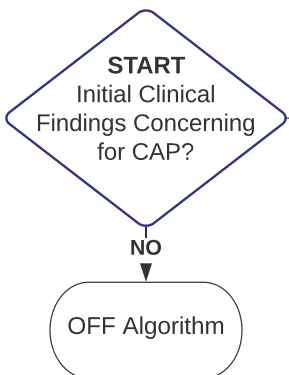 START
Initial Clinical
Findings Concerning
for CAP?
NO
OFF Algorithm